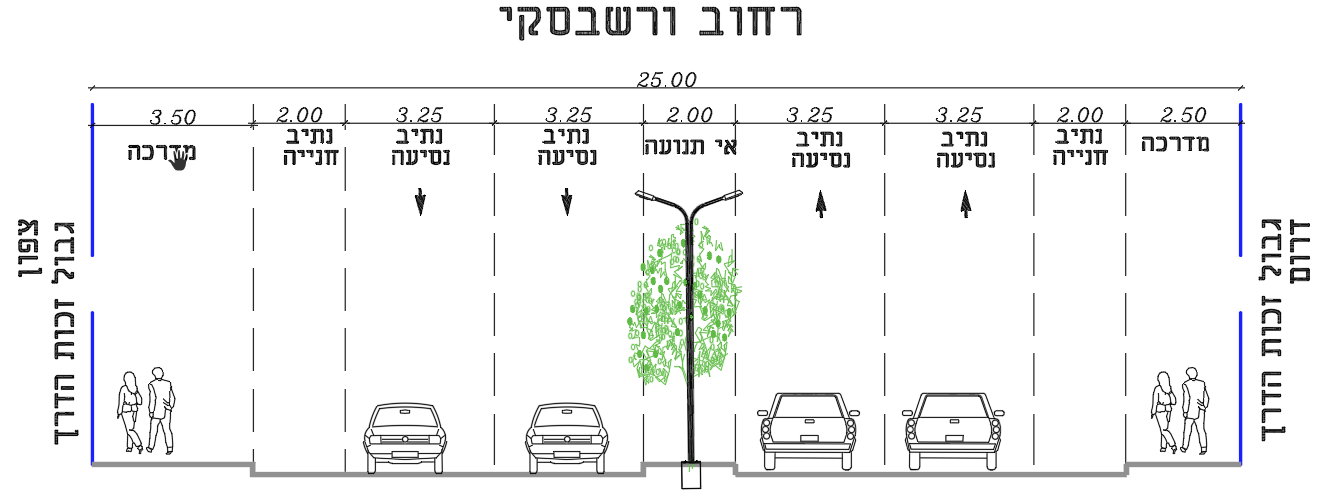 רחוב ורשבסקי
25.00
3.50
2.00
3.25
3.25
2.00
3.25
3.25
2.00
2.50
מדרכה
נתיב
חנייה
נתיב
נסיעה
נתיב
נסיעה
אי תנועה
נתיב
נסיעה
נתיב
נסיעה
נתיב
חנייה
מדרכה
צפון
גבול זכות הדרך
גבול זכות הדרך
דרום